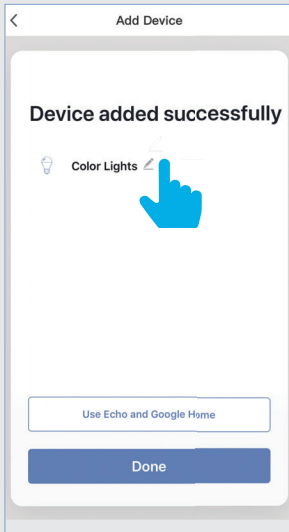 Add Device
Device added successfully
Color Lights
Use Echo and Google Home
Done